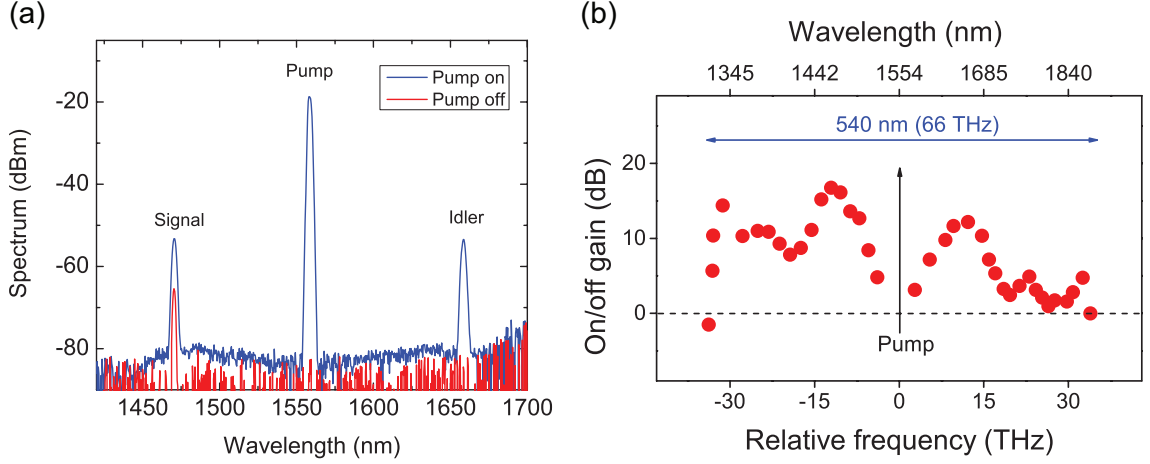 (a)
Spectrum (dBm)
-20
-40
-60
-80
Pump
Signal
Idler
Pump on
Pump off
1450 1500 1550 1600 1650 1700
Wavelength (nm)
(b)
Wavelength (nm)
1345 1442 1554 1685 1840
540 nm (66 THz)
On/off gain (dB)
20
10
0
Pump
-30 -15 0 15 30
Relative frequency (THz)